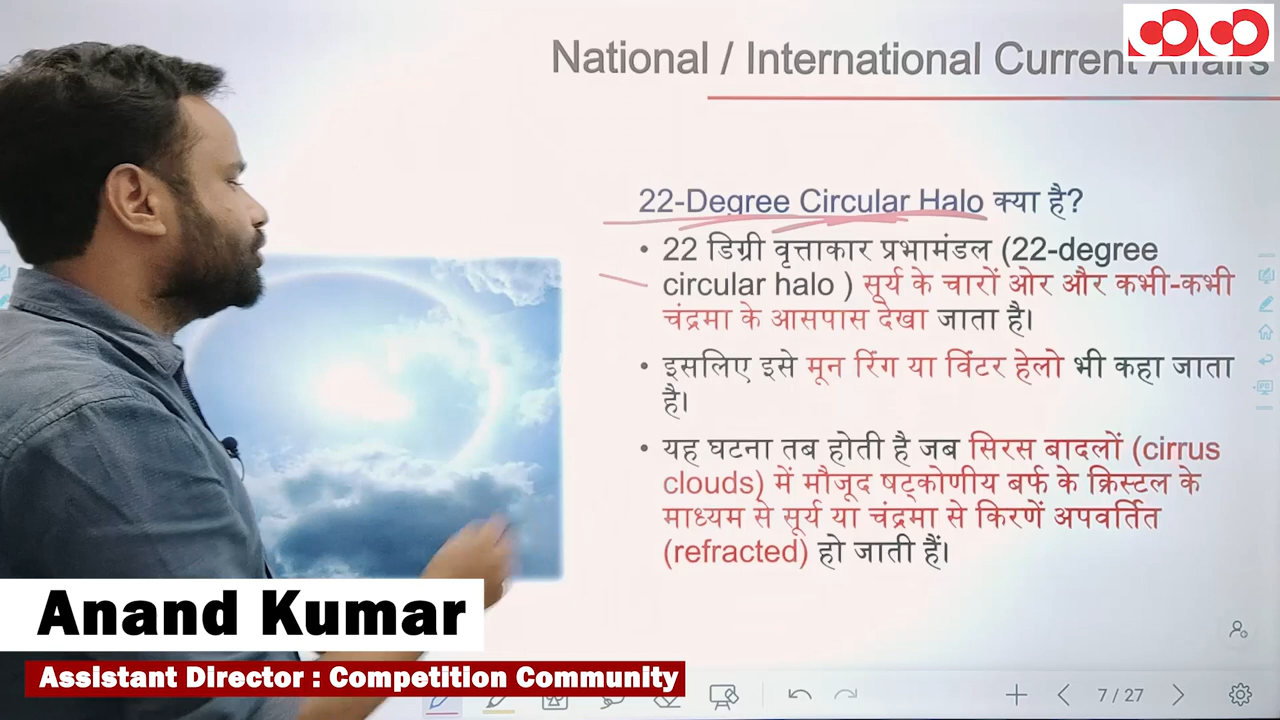 National / International Current Affairs
22-Degree Circular Halo क्या है?
• 22 डिग्री वृत्ताकार प्रभामंडल (22-degree
circular halo ) सूर्य के चारों ओर और कभी-कभी
चंद्रमा के आसपास देखा जाता है।
• इसलिए इसे मून रिंग या विंटर हेलो भी कहा जाता
है।
• यह घटना तब होती है जब सिरस बादलों (cirrus
clouds) में मौजूद षट्कोणीय बर्फ के क्रिस्टल के
माध्यम से सूर्य या चंद्रमा से किरणें अपवर्तित
(refracted) हो जाती हैं।
Anand Kumar
Assistant Director : Competition Community
7 / 27